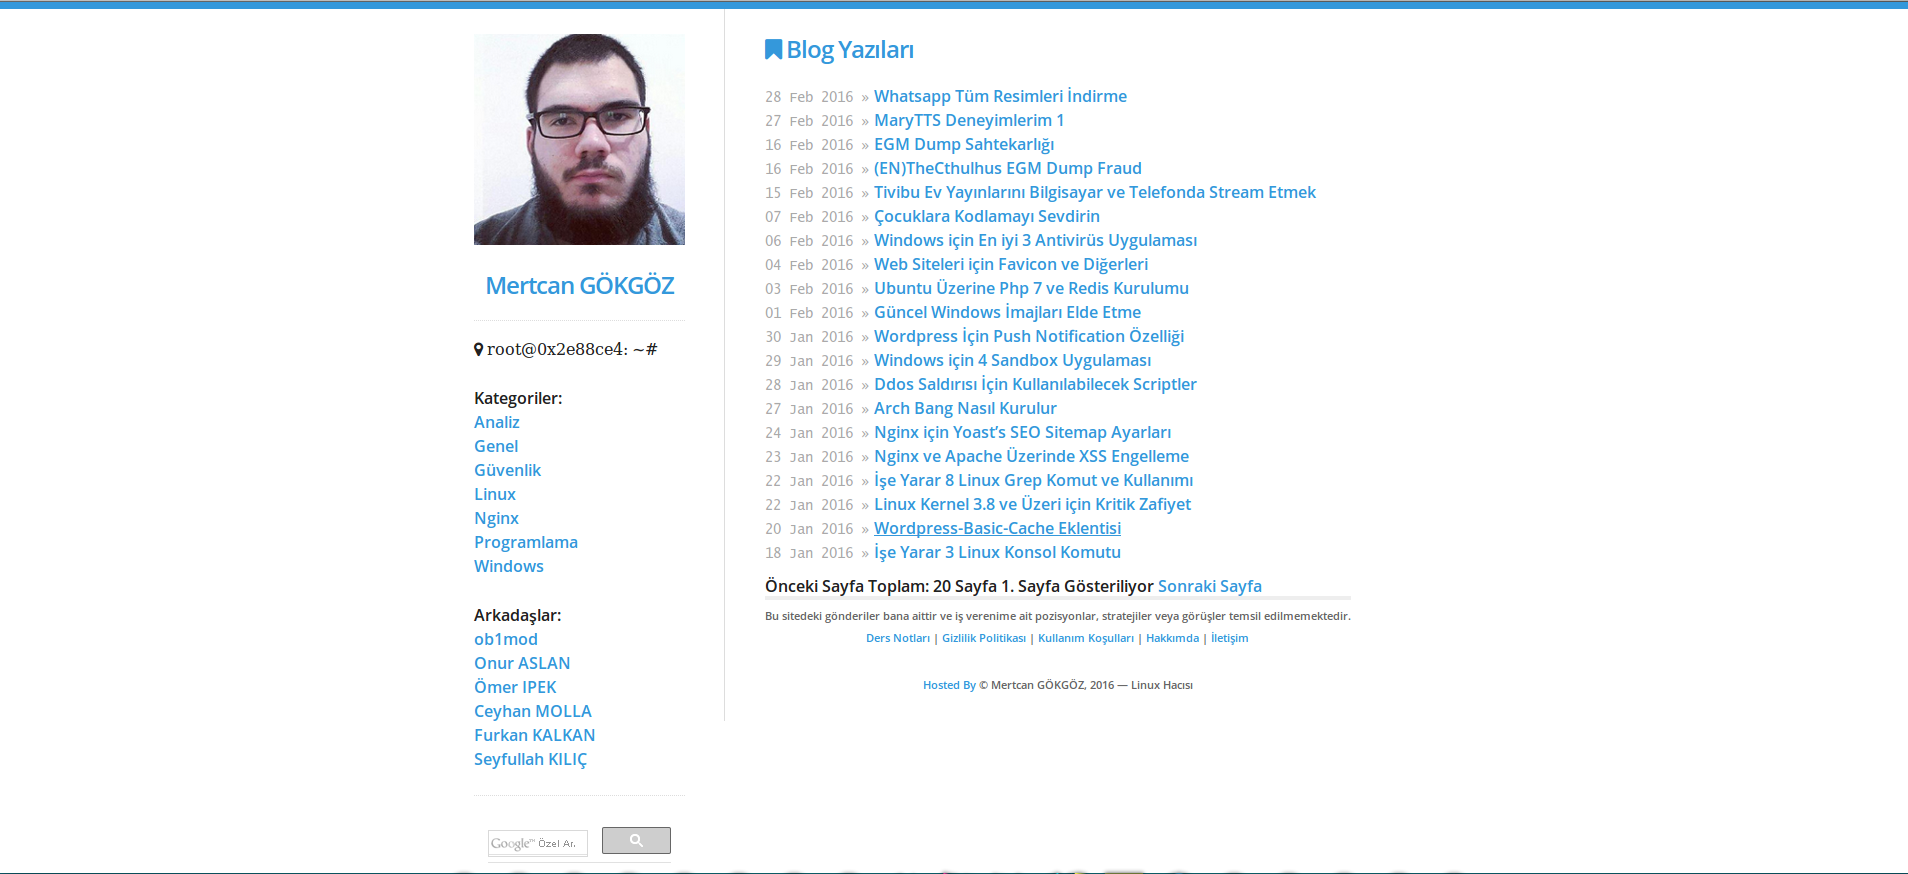 Mertcan GÖKGÖZ
root@0x2e88ce4: ~#
Kategoriler:
Analiz
Genel
Güvenlik
Linux
Nginx
Programlama
Windows
Arkadaşlar:
ob1mod
Onur ASLAN
Ömer IPEK
Ceyhan MOLLA
Furkan KALKAN
Seyfullah KILIÇ
Google™ Özel Ar.
Blog Yazıları
28 Feb 2016 » Whatsapp Tüm Resimleri İndirme
27 Feb 2016 » MaryTTS Deneyimlerim 1
16 Feb 2016 » EGM Dump Sahtekarlığı
16 Feb 2016 » (EN)TheCthulhus EGM Dump Fraud
15 Feb 2016 » Tivibu Ev Yayınlarını Bilgisayar ve Telefonda Stream Etmek
07 Feb 2016 » Çocuklara Kodlamayı Sevdirin
06 Feb 2016 » Windows için En iyi 3 Antivirüs Uygulaması
04 Feb 2016 » Web Siteleri için Favicon ve Diğerleri
03 Feb 2016 » Ubuntu Üzerine Php 7 ve Redis Kurulumu
01 Feb 2016 » Güncel Windows İmajları Elde Etme
30 Jan 2016 » Wordpress İçin Push Notification Özelliği
29 Jan 2016 » Windows için 4 Sandbox Uygulaması
28 Jan 2016 » Ddos Saldırısı İçin Kullanılabilecek Scriptler
27 Jan 2016 » Arch Bang Nasıl Kurulur
24 Jan 2016 » Nginx için Yoast’s SEO Sitemap Ayarları
23 Jan 2016 » Nginx ve Apache Üzerinde XSS Engelleme
22 Jan 2016 » İşe Yarar 8 Linux Grep Komut ve Kullanımı
22 Jan 2016 » Linux Kernel 3.8 ve Üzeri için Kritik Zafiyet
20 Jan 2016 » Wordpress-Basic-Cache Eklentisi
18 Jan 2016 » İşe Yarar 3 Linux Konsol Komutu
Önceki Sayfa Toplam: 20 Sayfa 1. Sayfa Gösteriliyor Sonraki Sayfa
Bu sitedeki gönderiler bana aittir ve iş verenime ait pozisyonlar, stratejiler veya görüşler temsil edilmemektedir.
Ders Notları | Gizlilik Politikası | Kullanım Koşulları | Hakkımda | İletişim
Hosted By © Mertcan GÖKGÖZ, 2016 — Linux Hacısı